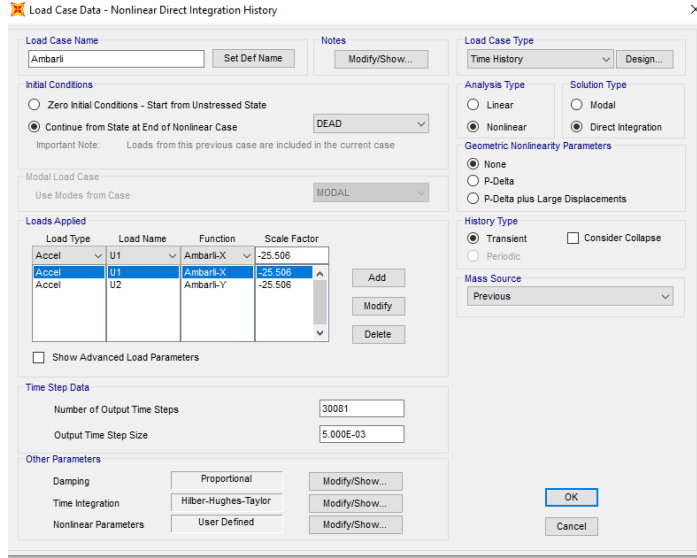 Load Case Data - Nonlinear Direct Integration History
Load Case Name
Ambarli
Set Def Name
Notes
Modify/Show...
Load Case Type
Time History
Design...
Initial Conditions
Zero Initial Conditions - Start from Unstressed State
Continue from State at End of Nonlinear Case
DEAD
Important Note: Loads from this previous case are included in the current case
Analysis Type
Linear
Nonlinear
Solution Type
Modal
Direct Integration
Geometric Nonlinearity Parameters
None
P-Delta
P-Delta plus Large Displacements
Modal Load Case
Use Modes from Case
MODAL
Loads Applied
Load Type Load Name Function Scale Factor
Accel U1 Ambarli-X -25.506
Accel U1 Ambarli-X -25.506
Accel U2 Ambarli-Y -25.506
Add
Modify
Delete
Show Advanced Load Parameters
History Type
Transient
Consider Collapse
Periodic
Mass Source
Previous
Time Step Data
Number of Output Time Steps 30081
Output Time Step Size 5.000E-03
Other Parameters
Damping Proportional Modify/Show...
Time Integration Hilber-Hughes-Taylor Modify/Show...
Nonlinear Parameters User Defined Modify/Show...
OK
Cancel